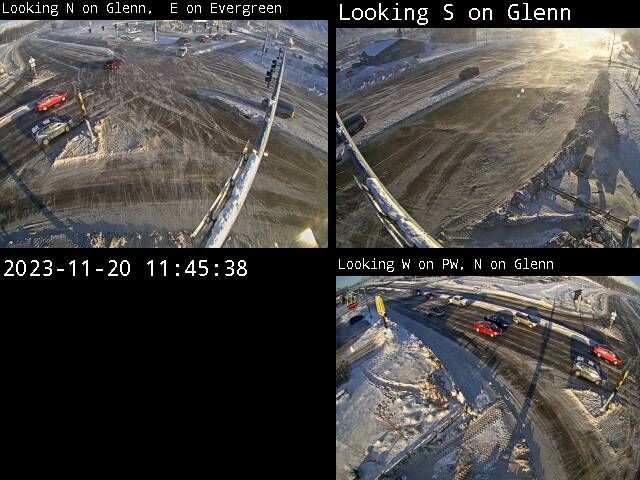 Looking N on Glenn,  E on Evergreen
Looking S on Glenn
2023-11-20 11:45:38
Looking W on PW, N on Glenn